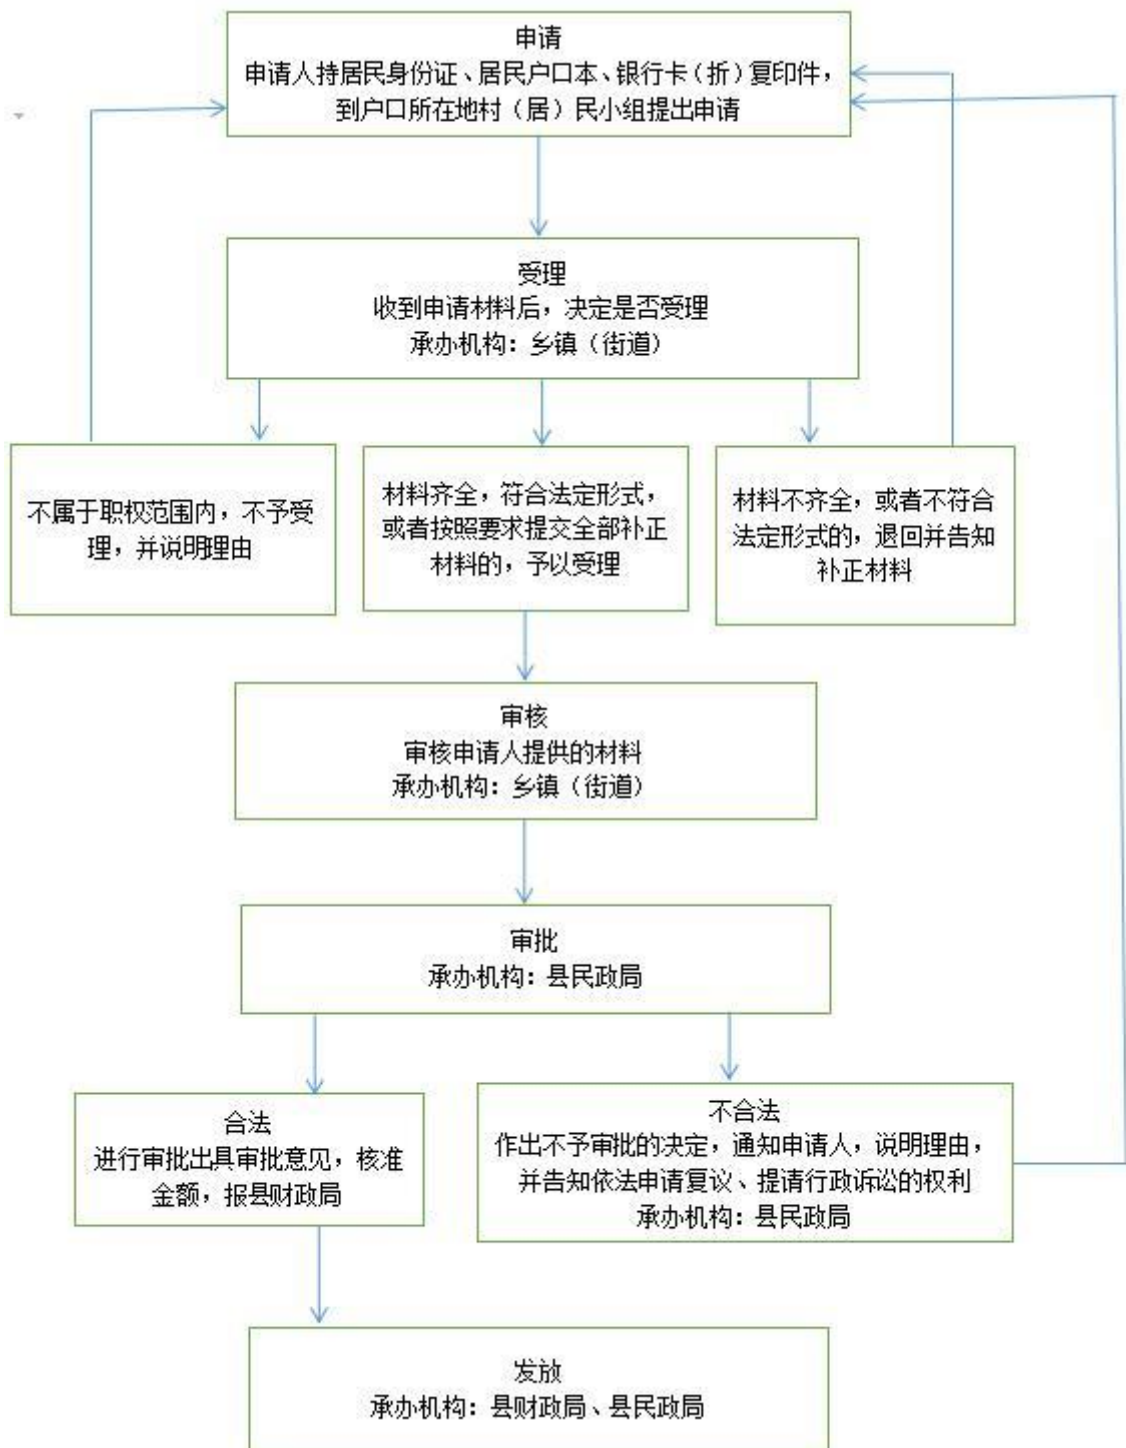 申请
申请人持居民身份证、居民户口本、银行卡（折）复印件，
到户口所在地村（居）民小组提出申请
受理
收到申请材料后，决定是否受理
承办机构：乡镇（街道）
不属于职权范围内，不予受
理，并说明理由
材料齐全，符合法定形式，
或者按照要求提交全部补正
材料的，予以受理
材料不齐全，或者不符合
法定形式的，退回并告知
补正材料
审核
审核申请人提供的材料
承办机构：乡镇（街道）
审批
承办机构：县民政局
合法
进行审批出具审批意见，核准
金额，报县财政局
不合法
作出不予审批的决定，通知申请人，说明理由，
并告知依法申请复议、提请行政诉讼的权利
承办机构：县民政局
发放
承办机构：县财政局、县民政局